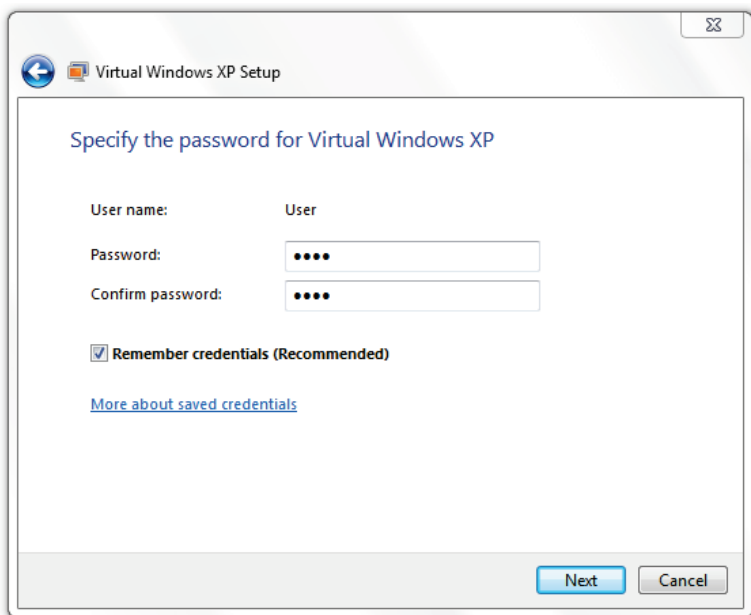 Virtual Windows XP Setup
Specify the password for Virtual Windows XP
User name: User
Password: ••••
Confirm password: ••••
Remember credentials (Recommended)
More about saved credentials
Next Cancel